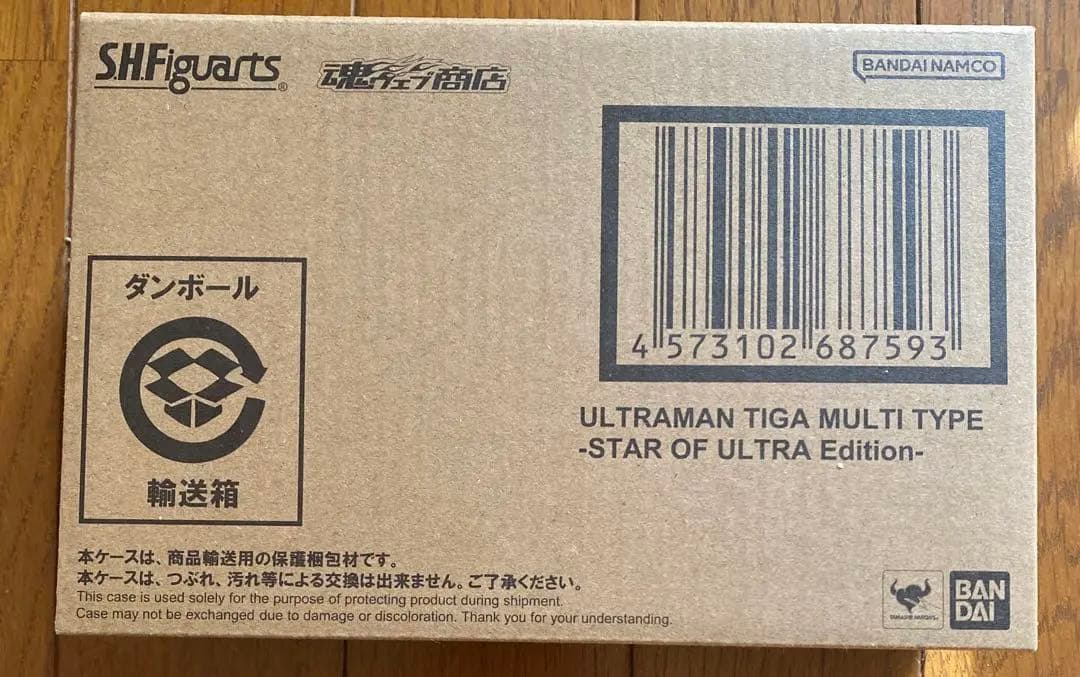 S.H.Figuarts®
魂ウェブ商店
BANDAI NAMCO
4 573102 687593
ULTRAMAN TIGA MULTI TYPE
-STAR OF ULTRA Edition-
ダンボール
輸送箱
本ケースは、商品輸送用の保護梱包材です。
本ケースは、つぶれ、汚れ等による交換は出来ません。ご了承ください。
This case is used solely for the purpose of protecting product during shipment.
Case may not be exchanged due to damage or discoloration. Thank you for your understanding.
TAMASHII NATIONS
BAN
DAI